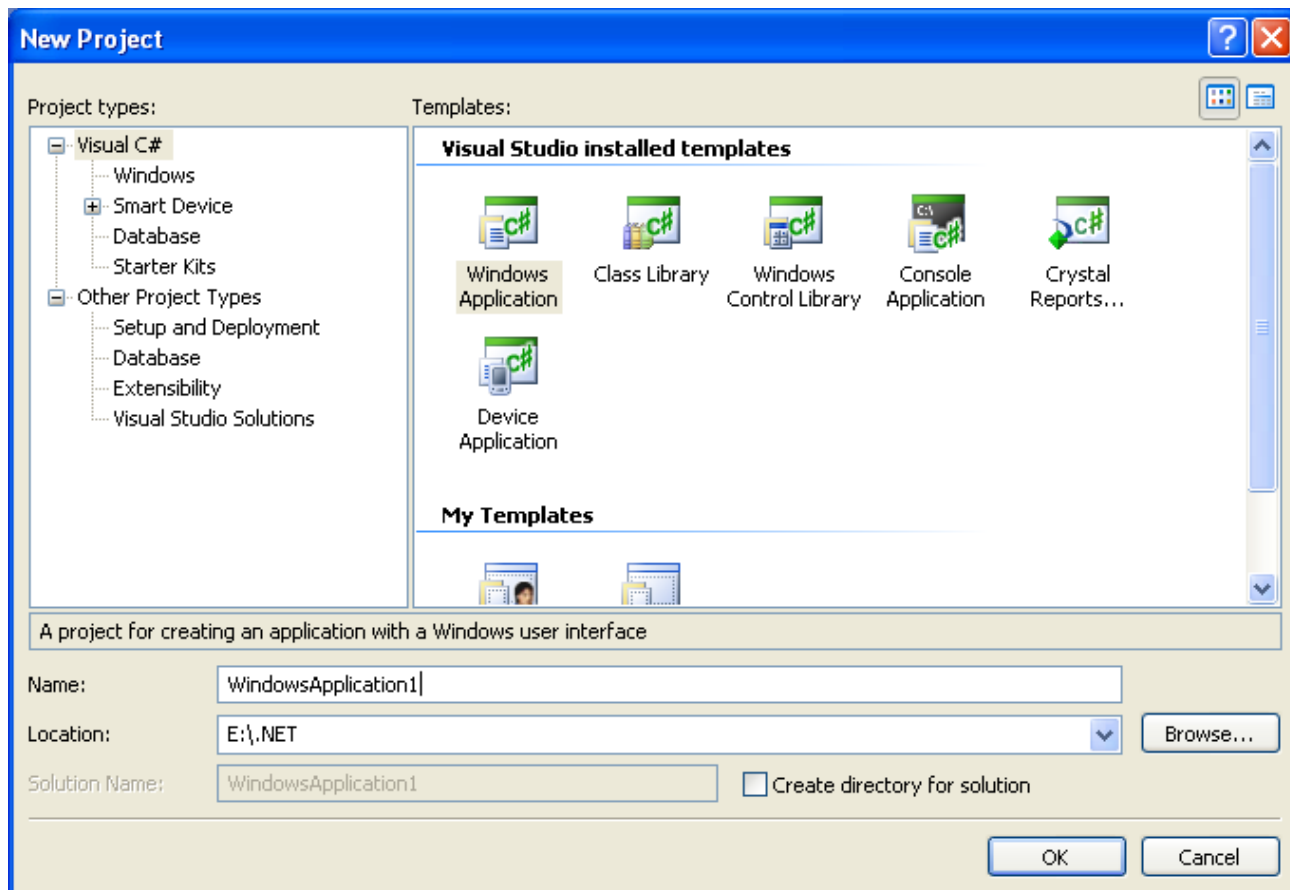 New Project
Project types:
Templates:
Visual C#
Windows
Smart Device
Database
Starter Kits
Other Project Types
Setup and Deployment
Database
Extensibility
Visual Studio Solutions
Visual Studio installed templates
Windows
Application
Class Library
Windows
Control Library
Console
Application
Crystal
Reports...
Device
Application
My Templates
A project for creating an application with a Windows user interface
Name:
WindowsApplication1
Location:
E:\.NET
Browse...
Solution Name:
WindowsApplication1
Create directory for solution
OK
Cancel